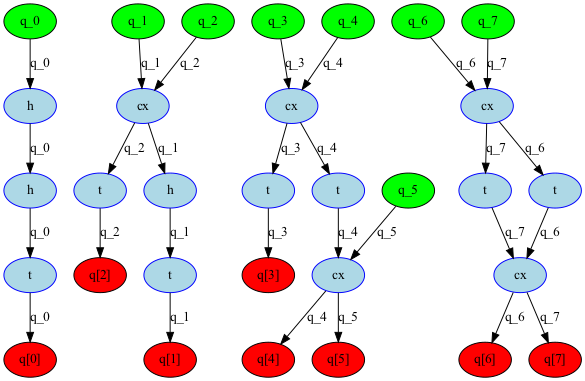 q_0 q_1 q_2 q_3 q_4 q_6 q_7
q_0 q_1 q_2 q_3 q_4 q_6 q_7
h cx cx cx
q_0 q_2 q_1 q_3 q_4 q_7 q_6
h t h t t q_5 t t
q_0 q_2 q_1 q_3 q_4 q_5 q_7 q_6
t q[2] t q[3] cx cx
q_0 q_1 q_4 q_5 q_6 q_7
q[0] q[1] q[4] q[5] q[6] q[7]